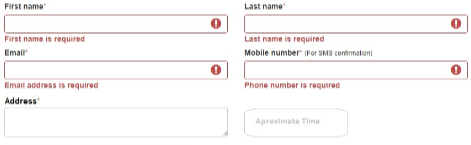 First name*
Last name*
First name is required
Last name is required
Email*
Mobile number* (For SMS confirmation)
Email address is required
Phone number is required
Address*
Aproximate Time